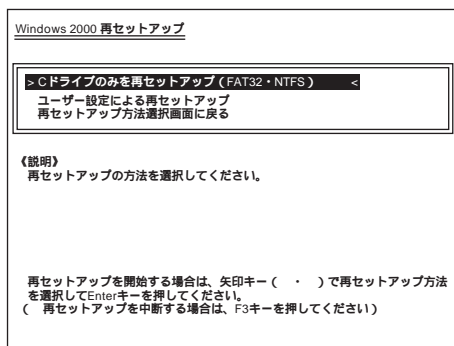 Windows 2000 再セットアップ
> Cドライブのみを再セットアップ（FAT32・NTFS） <
ユーザー設定による再セットアップ
再セットアップ方法選択画面に戻る
《説明》
再セットアップの方法を選択してください。
再セットアップを開始する場合は、矢印キー（　・　）で再セットアップ方法
を選択してEnterキーを押してください。
（　再セットアップを中断する場合は、F3キーを押してください）